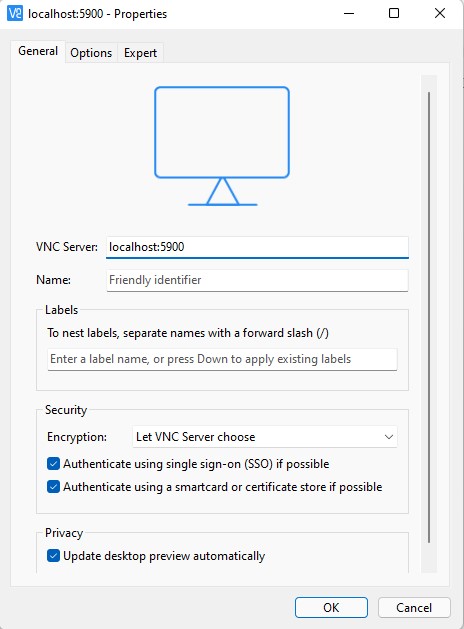 localhost:5900 - Properties
General Options Expert
VNC Server: localhost:5900
Name: Friendly identifier
Labels
To nest labels, separate names with a forward slash (/)
Enter a label name, or press Down to apply existing labels
Security
Encryption: Let VNC Server choose
Authenticate using single sign-on (SSO) if possible
Authenticate using a smartcard or certificate store if possible
Privacy
Update desktop preview automatically
OK Cancel